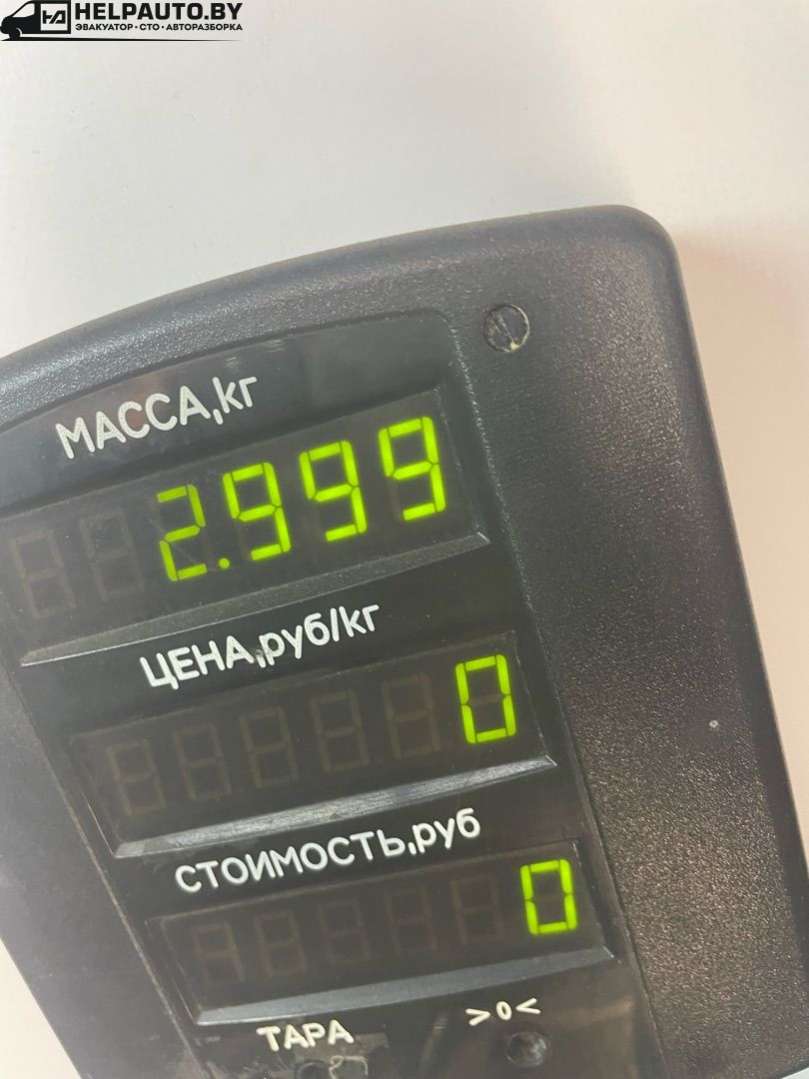 HELPAUTO.BY
ЭВАКУАТОР • СТО • АВТОРАЗБОРКА
МАССА,кг
2.999
ЦЕНА,руб/кг
0
СТОИМОСТЬ,руб
0
ТАРА >0<